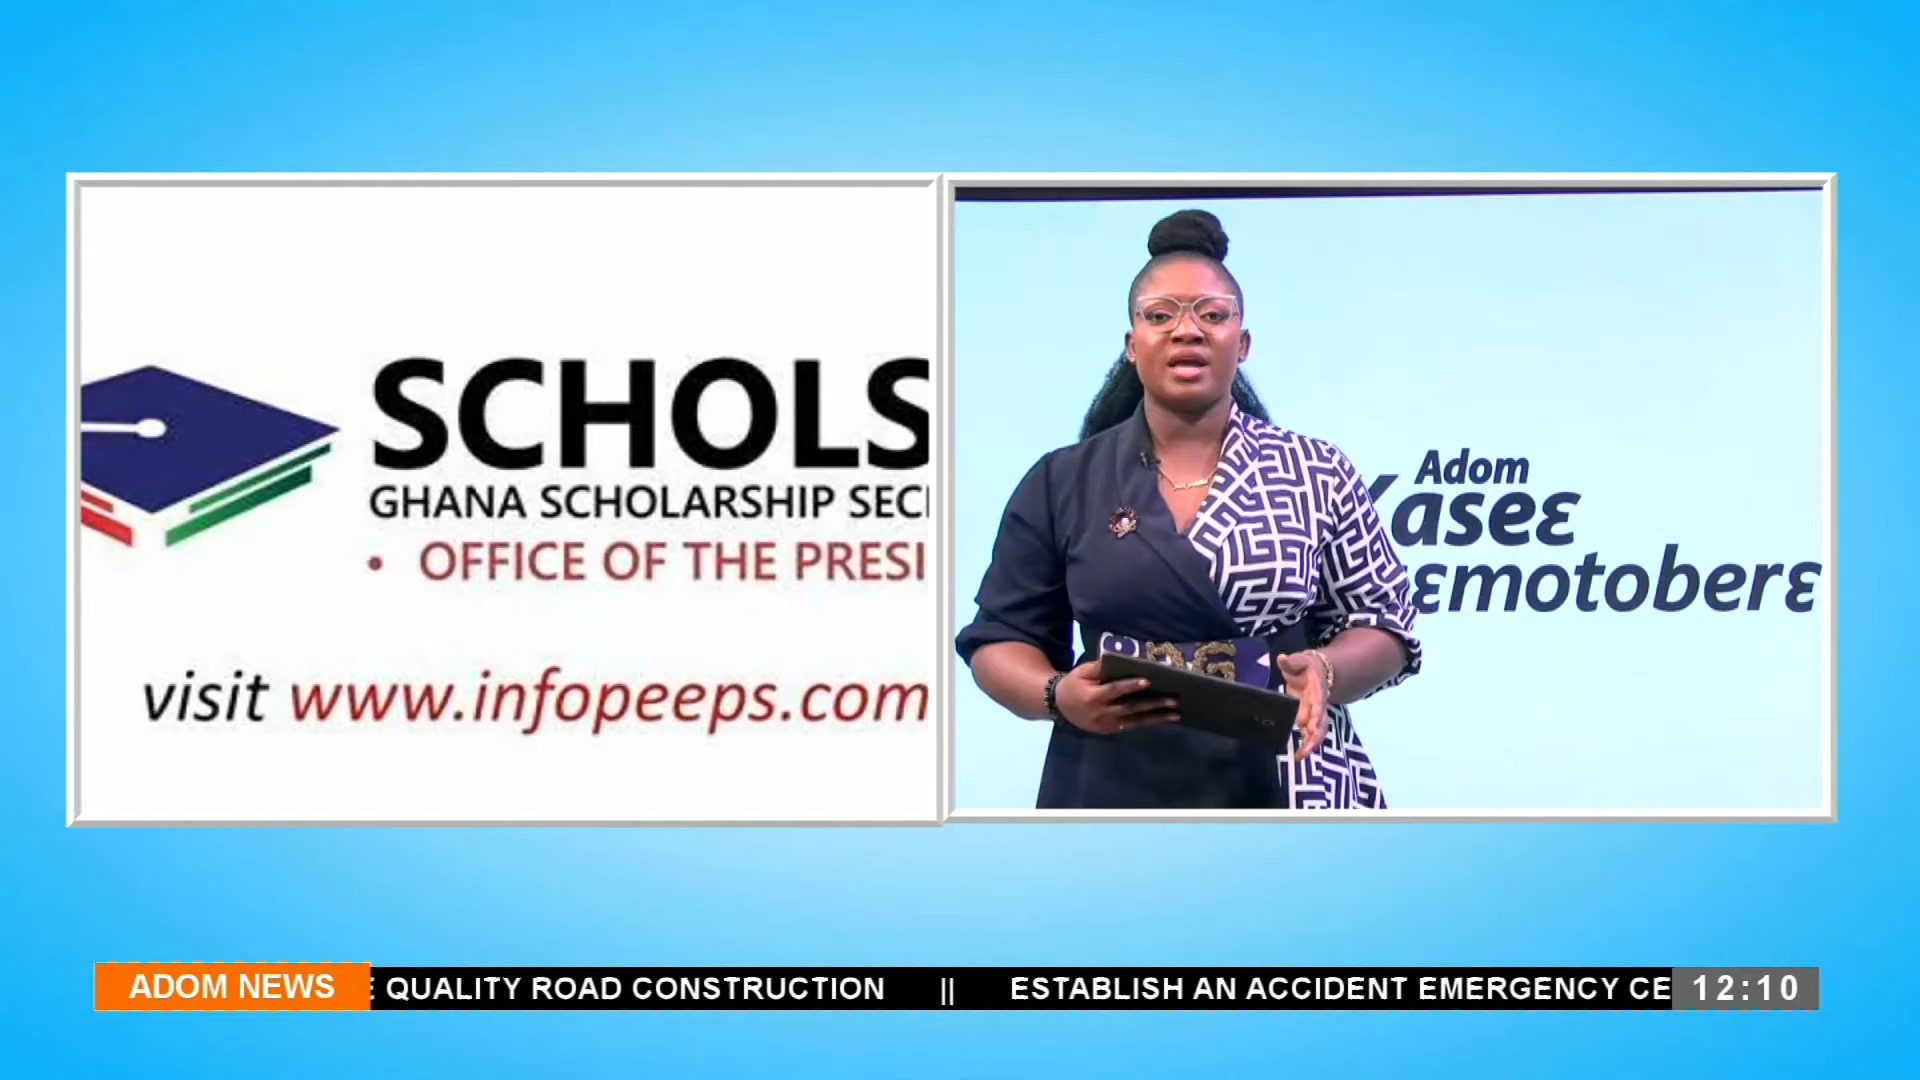 SCHOLS
GHANA SCHOLARSHIP SEC
• OFFICE OF THE PRESI
visit www.infopeeps.com
Adom
Kaseɛ
ɛmotoberɛ
ADOM NEWS
QUALITY ROAD CONSTRUCTION || ESTABLISH AN ACCIDENT EMERGENCY CE
12:10